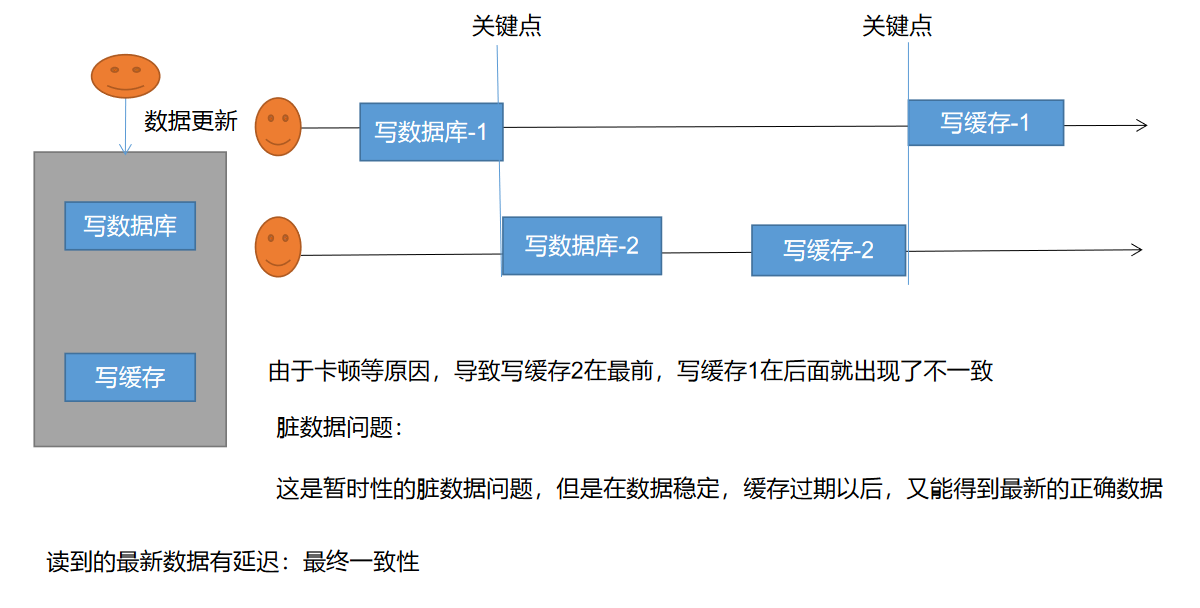 关键点
关键点
数据更新
写数据库-1
写缓存-1
写数据库
写数据库-2
写缓存-2
写缓存
由于卡顿等原因，导致写缓存2在最前，写缓存1在后面就出现了不一致
脏数据问题：
这是暂时性的脏数据问题，但是在数据稳定，缓存过期以后，又能得到最新的正确数据
读到的最新数据有延迟：最终一致性